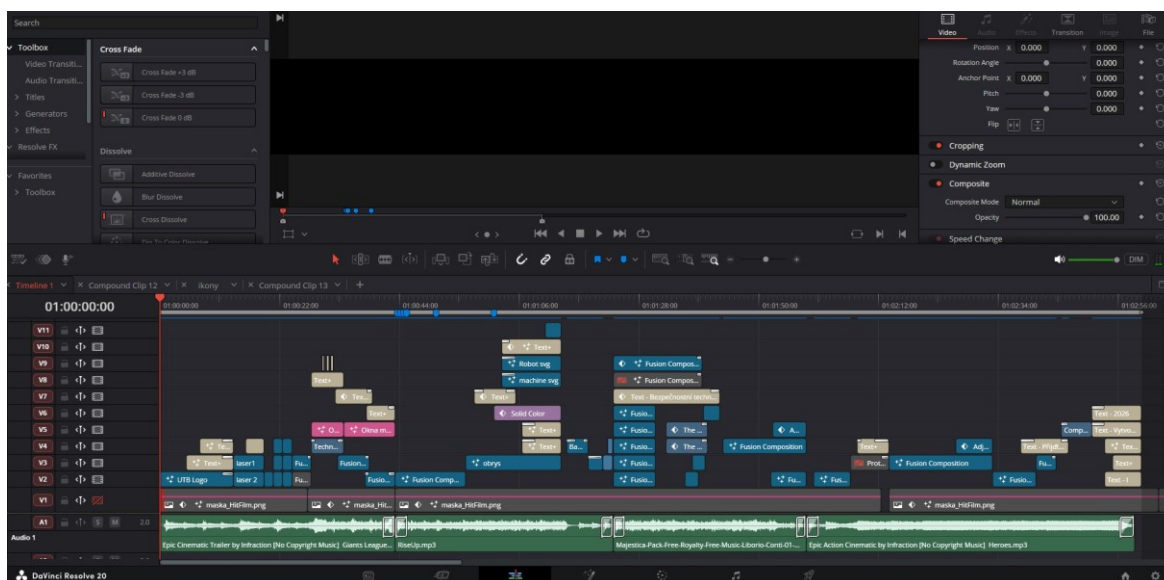 Search
Toolbox
Video Transiti...
Audio Transiti...
Titles
Generators
Effects
Resolve FX
Favorites
Toolbox
Cross Fade
Cross Fade +3 dB
Cross Fade -3 dB
Cross Fade 0 dB
Dissolve
Additive Dissolve
Blur Dissolve
Cross Dissolve
Dip To Color Dissolve
Video Audio Effects Transition Image File
Position X 0.000 Y 0.000
Rotation Angle 0.000
Anchor Point X 0.000 Y 0.000
Pitch 0.000
Yaw 0.000
Flip
Cropping
Dynamic Zoom
Composite
Composite Mode Normal
Opacity 100.00
Speed Change
DIM
Timeline 1 Compound Clip 12 ikony Compound Clip 13
01:00:00:00
01:00:00:00 01:00:22:00 01:00:44:00 01:01:06:00 01:01:28:00 01:01:50:00 01:02:12:00 01:02:34:00 01:02:56:00
V11
V10 Text+
V9 Robot svg Fusion Compos...
V8 Text+ machine svg Fusion Compos...
V7 Tex... Text+ Text - Bezpečnostní techn...
V6 Text+ Solid Color Fusio... Text - 2026
V5 O... Okna m... Text+ Fusio... The ... A... Comp... Text - Vytvo...
V4 Te... Techn... Text+ Ba... Fusio... The ... Fusion Composition Text+ Adj... Text - Přijď... Tex...
V3 Text+ laser1 Fu... Fusion... obrys Fusio... Prot... Fusion Composition Fu... Text+
V2 UTB Logo laser 2 Fu... Fusio... Fusion Comp... Fusio... Fu... Fus... Fusio... Text - I
V1 maska_HitFilm.png maska_Hit... maska_HitFilm.png maska_HitFilm.png
A1 S M 2.0
Audio 1
Epic Cinematic Trailer by Infraction [No Copyright Music] Giants League... RiseUp.mp3 Majestica-Pack-Free-Royalty-Free-Music-Liborio-Conti-01-... Epic Action Cinematic by Infraction [No Copyright Music] Heroes.mp3
DaVinci Resolve 20